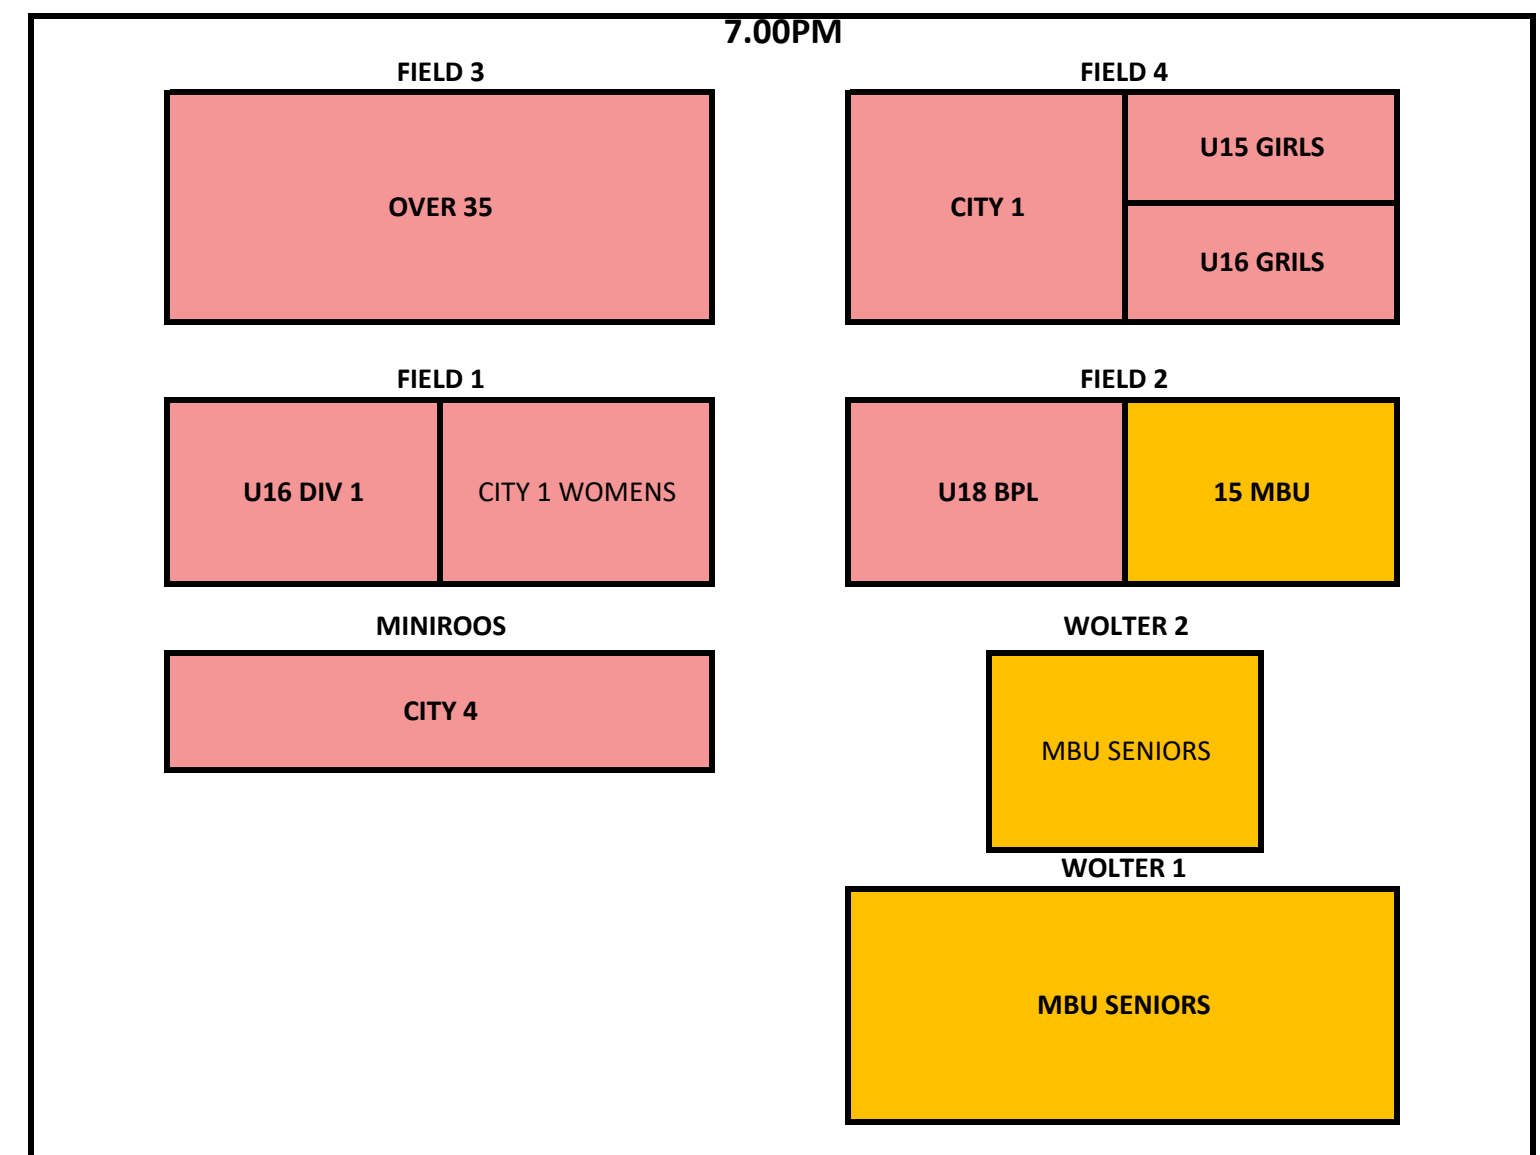 7.00PM
FIELD 3
FIELD 4
OVER 35
CITY 1
U15 GIRLS
U16 GRILS
FIELD 1
FIELD 2
U16 DIV 1
CITY 1 WOMENS
U18 BPL
15 MBU
MINIROOS
WOLTER 2
CITY 4
MBU SENIORS
WOLTER 1
MBU SENIORS